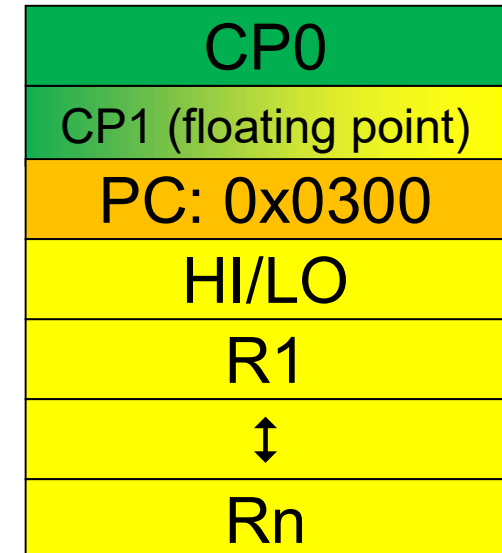 CP0
CP1 (floating point)
PC: 0x0300
HI/LO
R1
↕
Rn